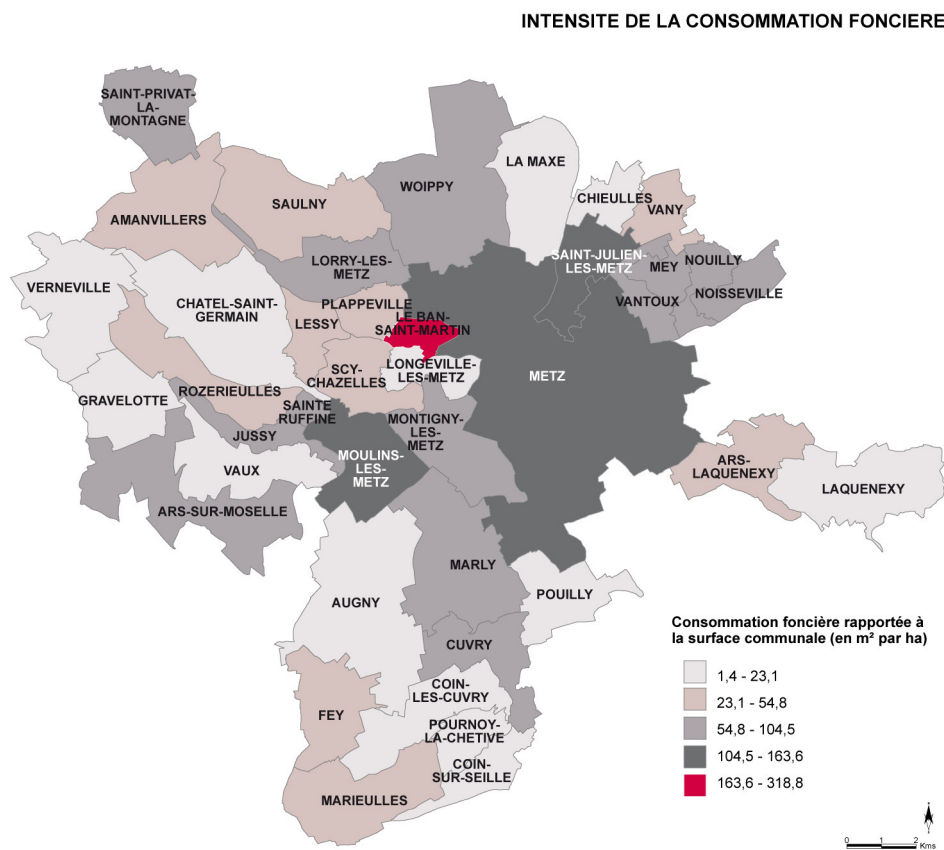 INTENSITE DE LA CONSOMMATION FONCIERE
SAINT-PRIVAT-
LA-
MONTAGNE
AMANVILLERS
SAULNY
WOIPPY
LA MAXE
CHIEULLES
VANY
LORRY-LES-
METZ
SAINT-JULIEN-
LES-METZ
MEY
NOUILLY
VANTOUX
NOISSEVILLE
VERNEVILLE
CHATEL-SAINT-
GERMAIN
PLAPPEVILLE
LESSY
LE BAN-
SAINT-MARTIN
SCY-
CHAZELLES
LONGEVILLE-
LES-METZ
METZ
GRAVELOTTE
ROZERIEULLES
SAINTE
RUFFINE
JUSSY
MONTIGNY-
LES-
METZ
VAUX
MOULINS-
LES-
METZ
ARS-
LAQUENEXY
LAQUENEXY
ARS-SUR-MOSELLE
MARLY
AUGNY
POUILLY
CUVRY
COIN-
LES-CUVRY
FEY
POURNOY-
LA-CHETIVE
COIN-
SUR-SEILLE
MARIEULLES
Consommation foncière rapportée à
la surface communale (en m² par ha)
1,4 - 23,1
23,1 - 54,8
54,8 - 104,5
104,5 - 163,6
163,6 - 318,8
0 1 2
Kms